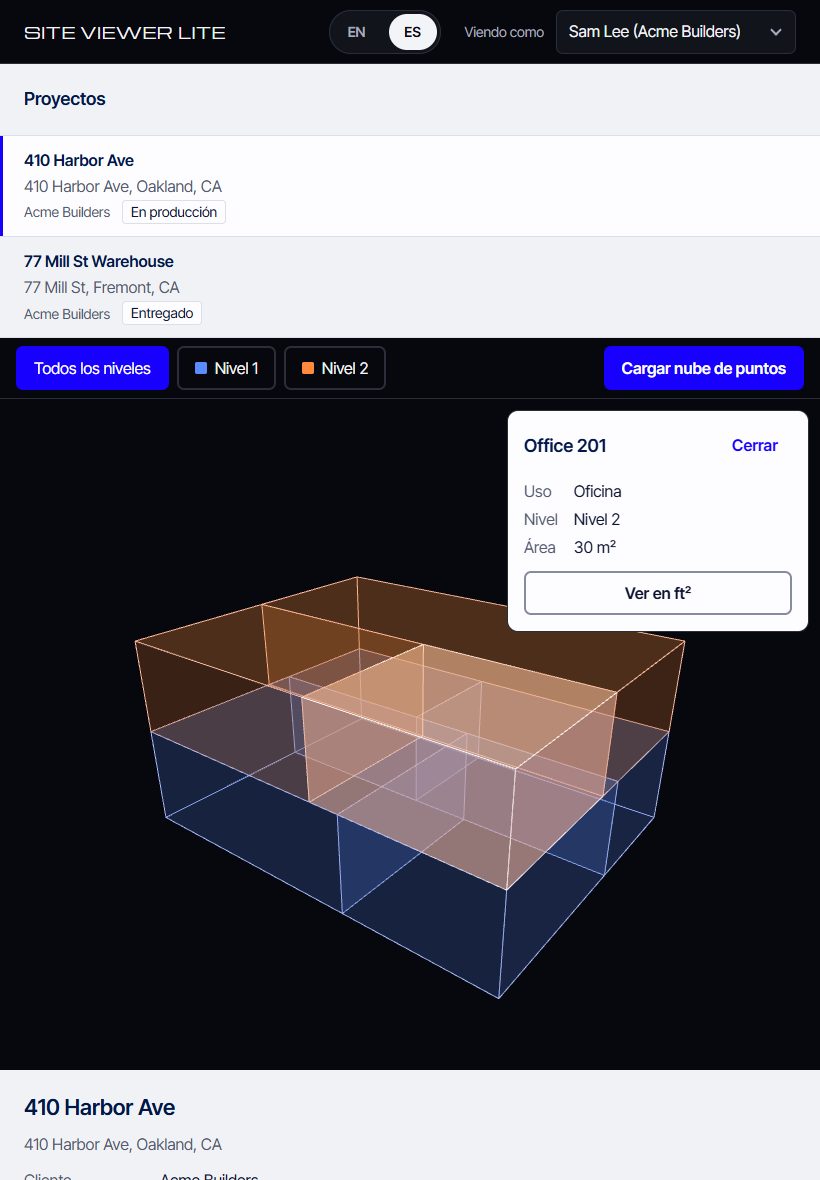 SITE VIEWER LITE
EN
ES
Viendo como
Sam Lee (Acme Builders)
Proyectos
410 Harbor Ave
410 Harbor Ave, Oakland, CA
Acme Builders
En producción
77 Mill St Warehouse
77 Mill St, Fremont, CA
Acme Builders
Entregado
Todos los niveles
Nivel 1
Nivel 2
Cargar nube de puntos
Office 201
Cerrar
Uso Oficina
Nivel Nivel 2
Área 30 m²
Ver en ft²
410 Harbor Ave
410 Harbor Ave, Oakland, CA
Cliente Acme Builders